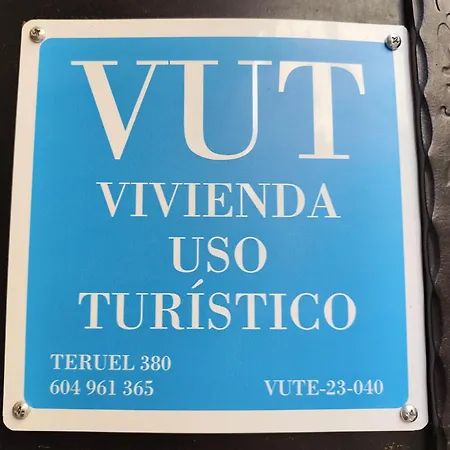 VUT
VIVIENDA
USO
TURÍSTICO
TERUEL 380
604 961 365 VUTE-23-040